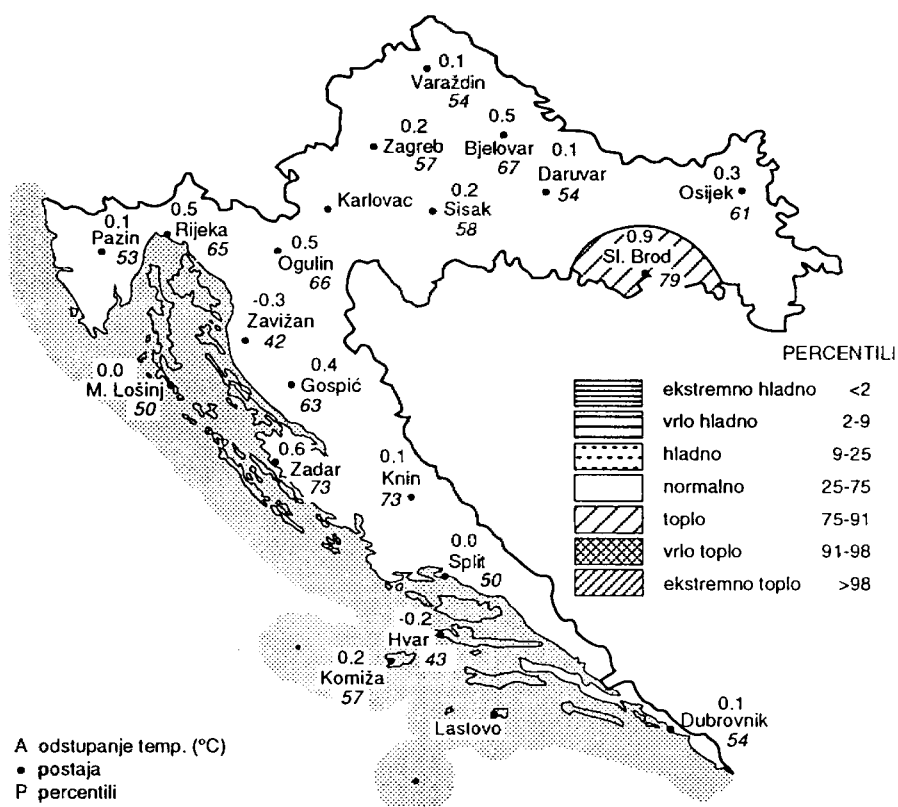 0.1
Varaždin
54
0.5
Bjelovar
67
0.2
Zagreb
57
0.1
Daruvar
54
0.3
Osijek
61
Karlovac
0.2
Sisak
58
0.9
Sl. Brod
79
0.1
Pazin
53
0.5
Rijeka
65
0.5
Ogulin
66
-0.3
Zavižan
42
0.0
M. Lošinj
50
0.4
Gospić
63
0.6
Zadar
73
0.1
Knin
73
0.0
Split
50
-0.2
Hvar
43
0.2
Komiža
57
Lastovo
0.1
Dubrovnik
54
PERCENTILI
ekstremno hladno <2
vrlo hladno 2-9
hladno 9-25
normalno 25-75
toplo 75-91
vrlo toplo 91-98
ekstremno toplo >98
A odstupanje temp. (°C)
• postaja
P percentili